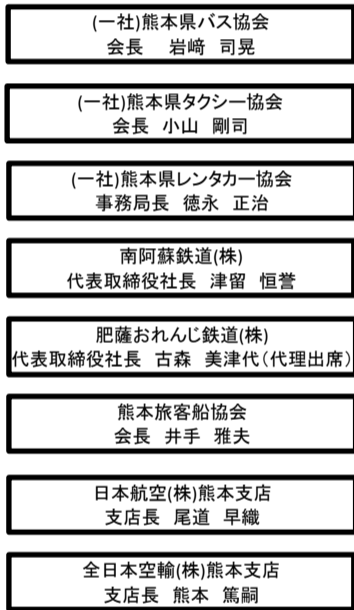 (一社)熊本県バス協会
会長 岩﨑 司晃
(一社)熊本県タクシー協会
会長 小山 剛司
(一社)熊本県レンタカー協会
事務局長 徳永 正治
南阿蘇鉄道(株)
代表取締役社長 津留 恒誉
肥薩おれんじ鉄道(株)
代表取締役社長 古森 美津代(代理出席)
熊本旅客船協会
会長 井手 雅夫
日本航空(株)熊本支店
支店長 尾道 早織
全日本空輸(株)熊本支店
支店長 熊本 篤嗣